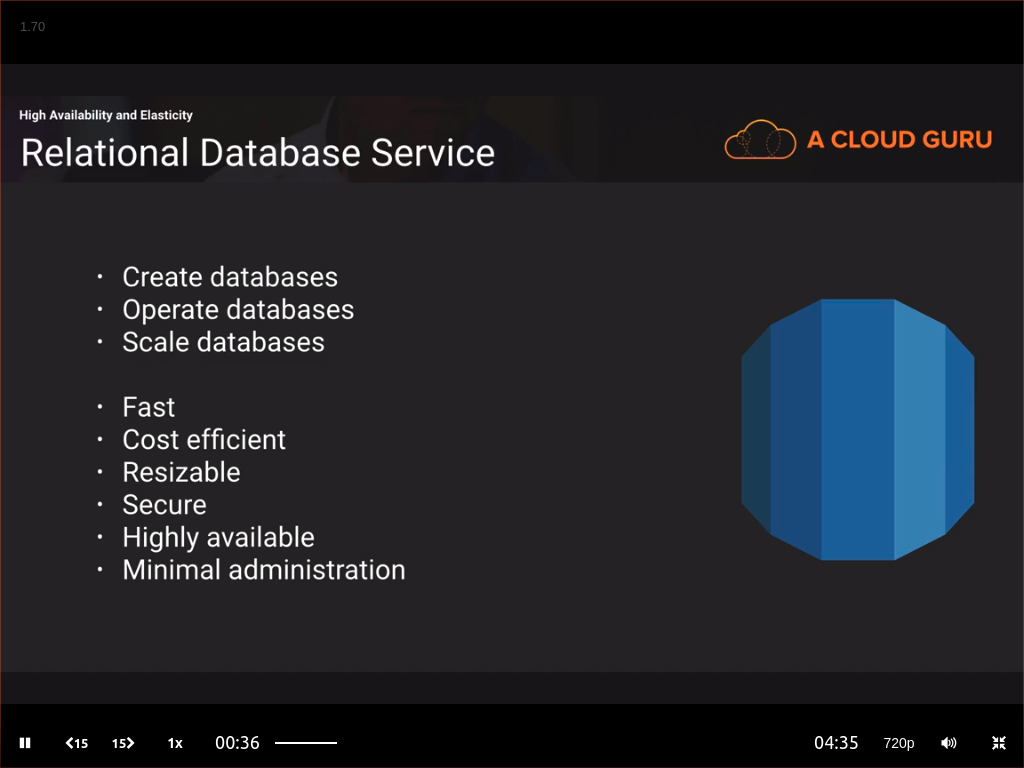 1.70
High Availability and Elasticity
Relational Database Service
A CLOUD GURU
• Create databases
• Operate databases
• Scale databases
• Fast
• Cost efficient
• Resizable
• Secure
• Highly available
• Minimal administration
15 15 1x 00:36 04:35 720p